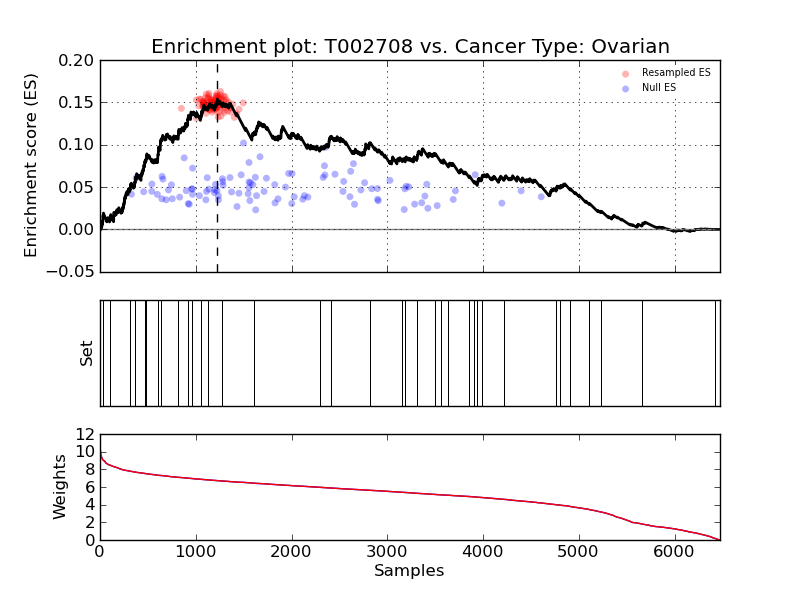 Enrichment plot: T002708 vs. Cancer Type: Ovarian
Enrichment score (ES)
0.20
0.15
0.10
0.05
0.00
−0.05
Resampled ES
Null ES
Set
Weights
12
10
8
6
4
2
0
0 1000 2000 3000 4000 5000 6000
Samples